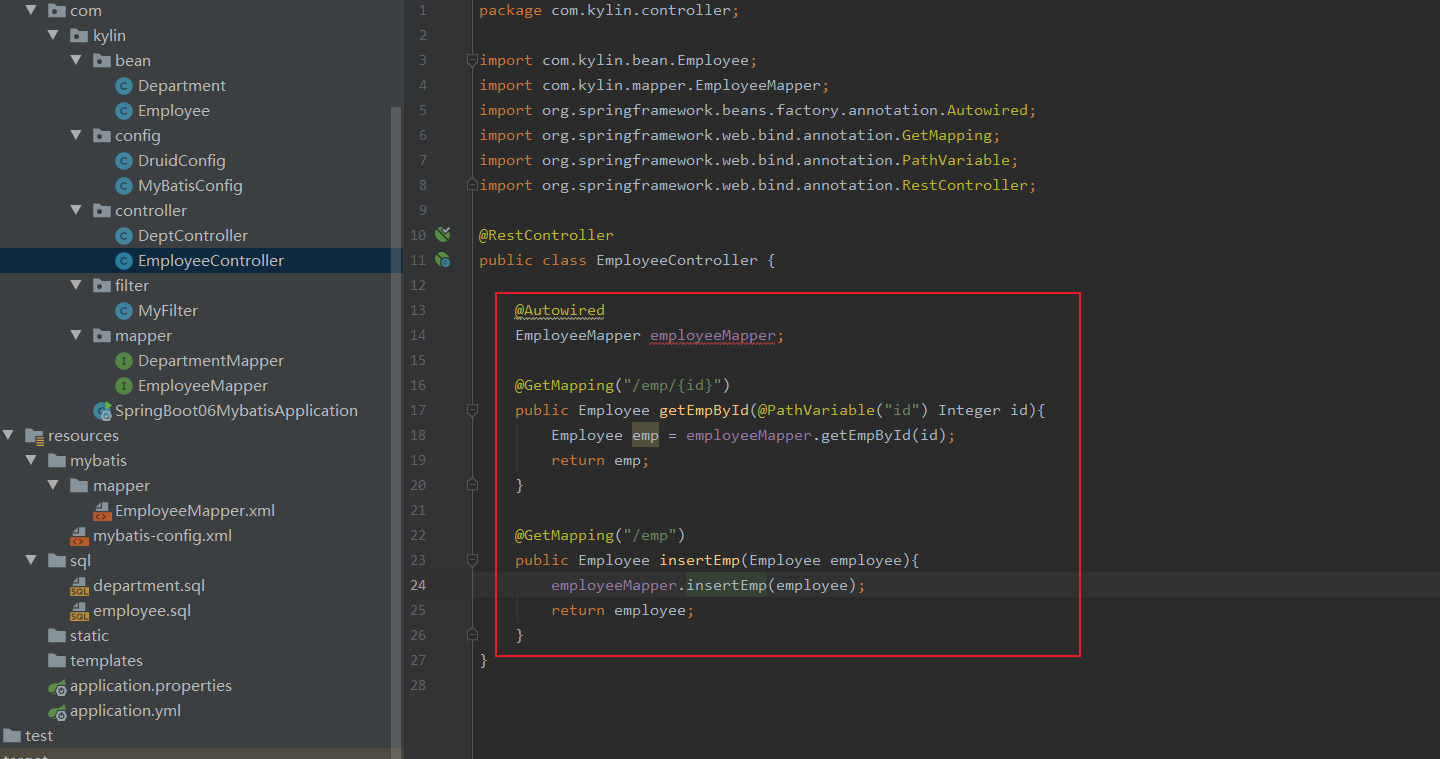 com
kylin
bean
Department
Employee
config
DruidConfig
MyBatisConfig
controller
DeptController
EmployeeController
filter
MyFilter
mapper
DepartmentMapper
EmployeeMapper
SpringBoot06MybatisApplication
resources
mybatis
mapper
EmployeeMapper.xml
mybatis-config.xml
sql
department.sql
employee.sql
static
templates
application.properties
application.yml
test
1 package com.kylin.controller;
2
3 import com.kylin.bean.Employee;
4 import com.kylin.mapper.EmployeeMapper;
5 import org.springframework.beans.factory.annotation.Autowired;
6 import org.springframework.web.bind.annotation.GetMapping;
7 import org.springframework.web.bind.annotation.PathVariable;
8 import org.springframework.web.bind.annotation.RestController;
9
10 @RestController
11 public class EmployeeController {
12
13 @Autowired
14 EmployeeMapper employeeMapper;
15
16 @GetMapping("/emp/{id}")
17 public Employee getEmpById(@PathVariable("id") Integer id){
18 Employee emp = employeeMapper.getEmpById(id);
19 return emp;
20 }
21
22 @GetMapping("/emp")
23 public Employee insertEmp(Employee employee){
24 employeeMapper.insertEmp(employee);
25 return employee;
26 }
27 }
28